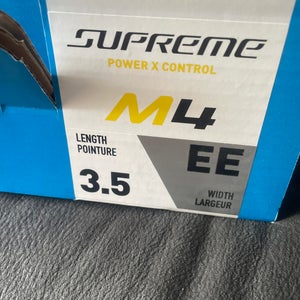 SUPREME
POWER X CONTROL
M4
LENGTH
POINTURE
3.5
EE
WIDTH
LARGEUR